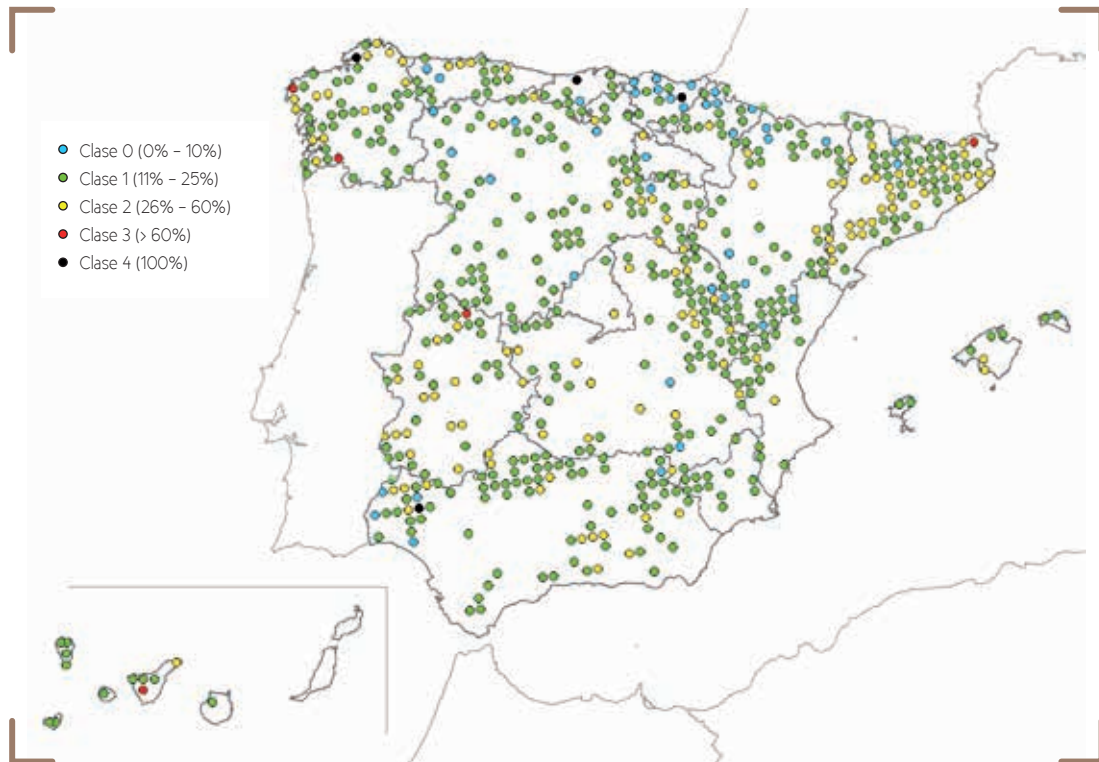 Clase 0 (0% - 10%)
Clase 1 (11% - 25%)
Clase 2 (26% - 60%)
Clase 3 (> 60%)
Clase 4 (100%)